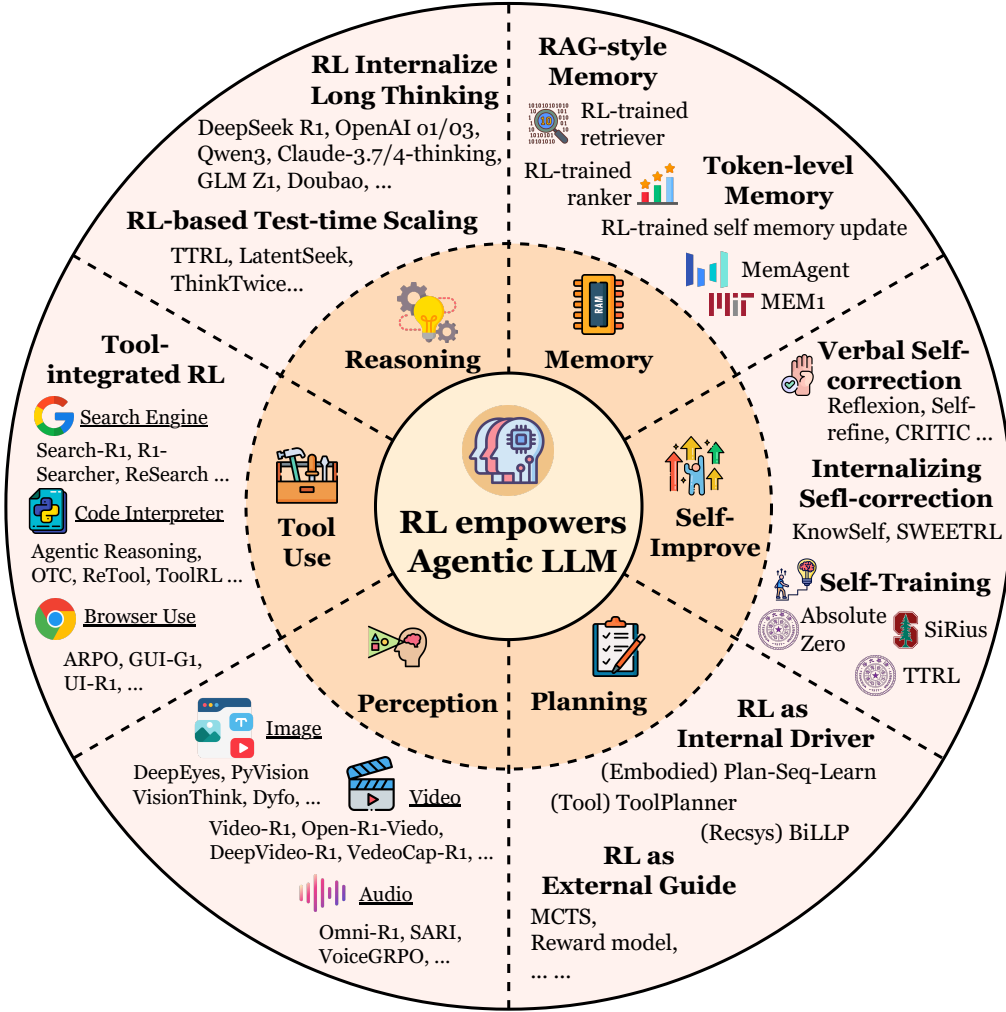 RL Internalize
Long Thinking
DeepSeek R1, OpenAI o1/o3,
Qwen3, Claude-3.7/4-thinking,
GLM Z1, Doubao, ...
RL-based Test-time Scaling
TTRL, LatentSeek,
ThinkTwice...
Reasoning
RAG-style
Memory
RL-trained
retriever
RL-trained
ranker
Token-level
Memory
RL-trained self memory update
MemAgent
MIT
MEM1
RAM
Memory
Verbal Self-
correction
Reflexion, Self-
refine, CRITIC ...
Internalizing
Sefl-correction
KnowSelf, SWEETRL
Self-Training
Absolute
Zero
SiRius
TTRL
Self-
Improve
RL empowers
Agentic LLM
Tool-
integrated RL
Search Engine
Search-R1, R1-
Searcher, ReSearch ...
Code Interpreter
Agentic Reasoning,
OTC, ReTool, ToolRL ...
Browser Use
ARPO, GUI-G1,
UI-R1, ...
Tool
Use
Perception
Image
DeepEyes, PyVision
VisionThink, Dyfo, ...
Video
Video-R1, Open-R1-Viedo,
DeepVideo-R1, VedeoCap-R1, ...
Audio
Omni-R1, SARI,
VoiceGRPO, ...
Planning
RL as
Internal Driver
(Embodied) Plan-Seq-Learn
(Tool) ToolPlanner
(Recsys) BiLLP
RL as
External Guide
MCTS,
Reward model,
... ...